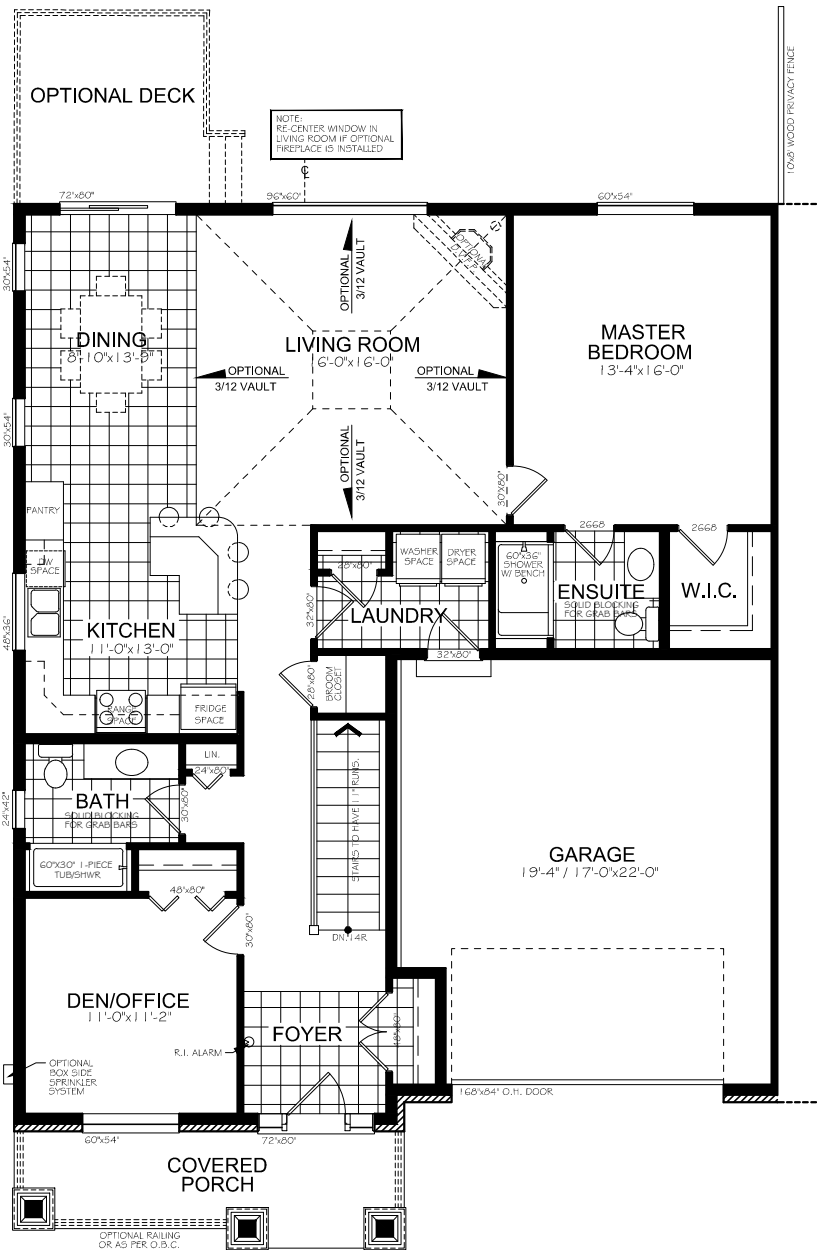 OPTIONAL DECK
NOTE:
RE-CENTER WINDOW IN
LIVING ROOM IF OPTIONAL
FIREPLACE IS INSTALLED
10'x8' WOOD PRIVACY FENCE
72"x80"
96"x60"
60"x54"
30"x54"
OPTIONAL
3/12 VAULT
OPTIONAL
DINING
LIVING ROOM
16'-0"x16'-0"
MASTER
BEDROOM
13'-4"x16'-0"
OPTIONAL
3/12 VAULT
OPTIONAL
3/12 VAULT
30"x54"
OPTIONAL
3/12 VAULT
30"x80"
PANTRY
2668
2668
DW
SPACE
28"x80"
WASHER
SPACE
DRYER
SPACE
60"x36"
SHOWER
W/ BENCH
ENSUITE
SOLID BLOCKING
FOR GRAB BARS
W.I.C.
48"x36"
KITCHEN
11'-0"x13'-0"
32"x80"
LAUNDRY
32"x80"
28"x80"
BROOM
CLOSET
RANGE
SPACE
FRIDGE
SPACE
LIN.
24"x80"
24"x42"
BATH
SOLID BLOCKING
FOR GRAB BARS
30"x80"
STAIRS TO HAVE 11" RUNS.
60"x30" 1-PIECE
TUB/SHWR
48"x80"
GARAGE
19'-4" / 17'-0"x22'-0"
30"x80"
DN. 14R
DEN/OFFICE
11'-0"x11'-2"
FOYER
48"x80"
R.I. ALARM
OPTIONAL
BOX SIDE
SPRINKLER
SYSTEM
168"x84" O.H. DOOR
60"x54"
72"x80"
COVERED
PORCH
OPTIONAL RAILING
OR AS PER O.B.C.